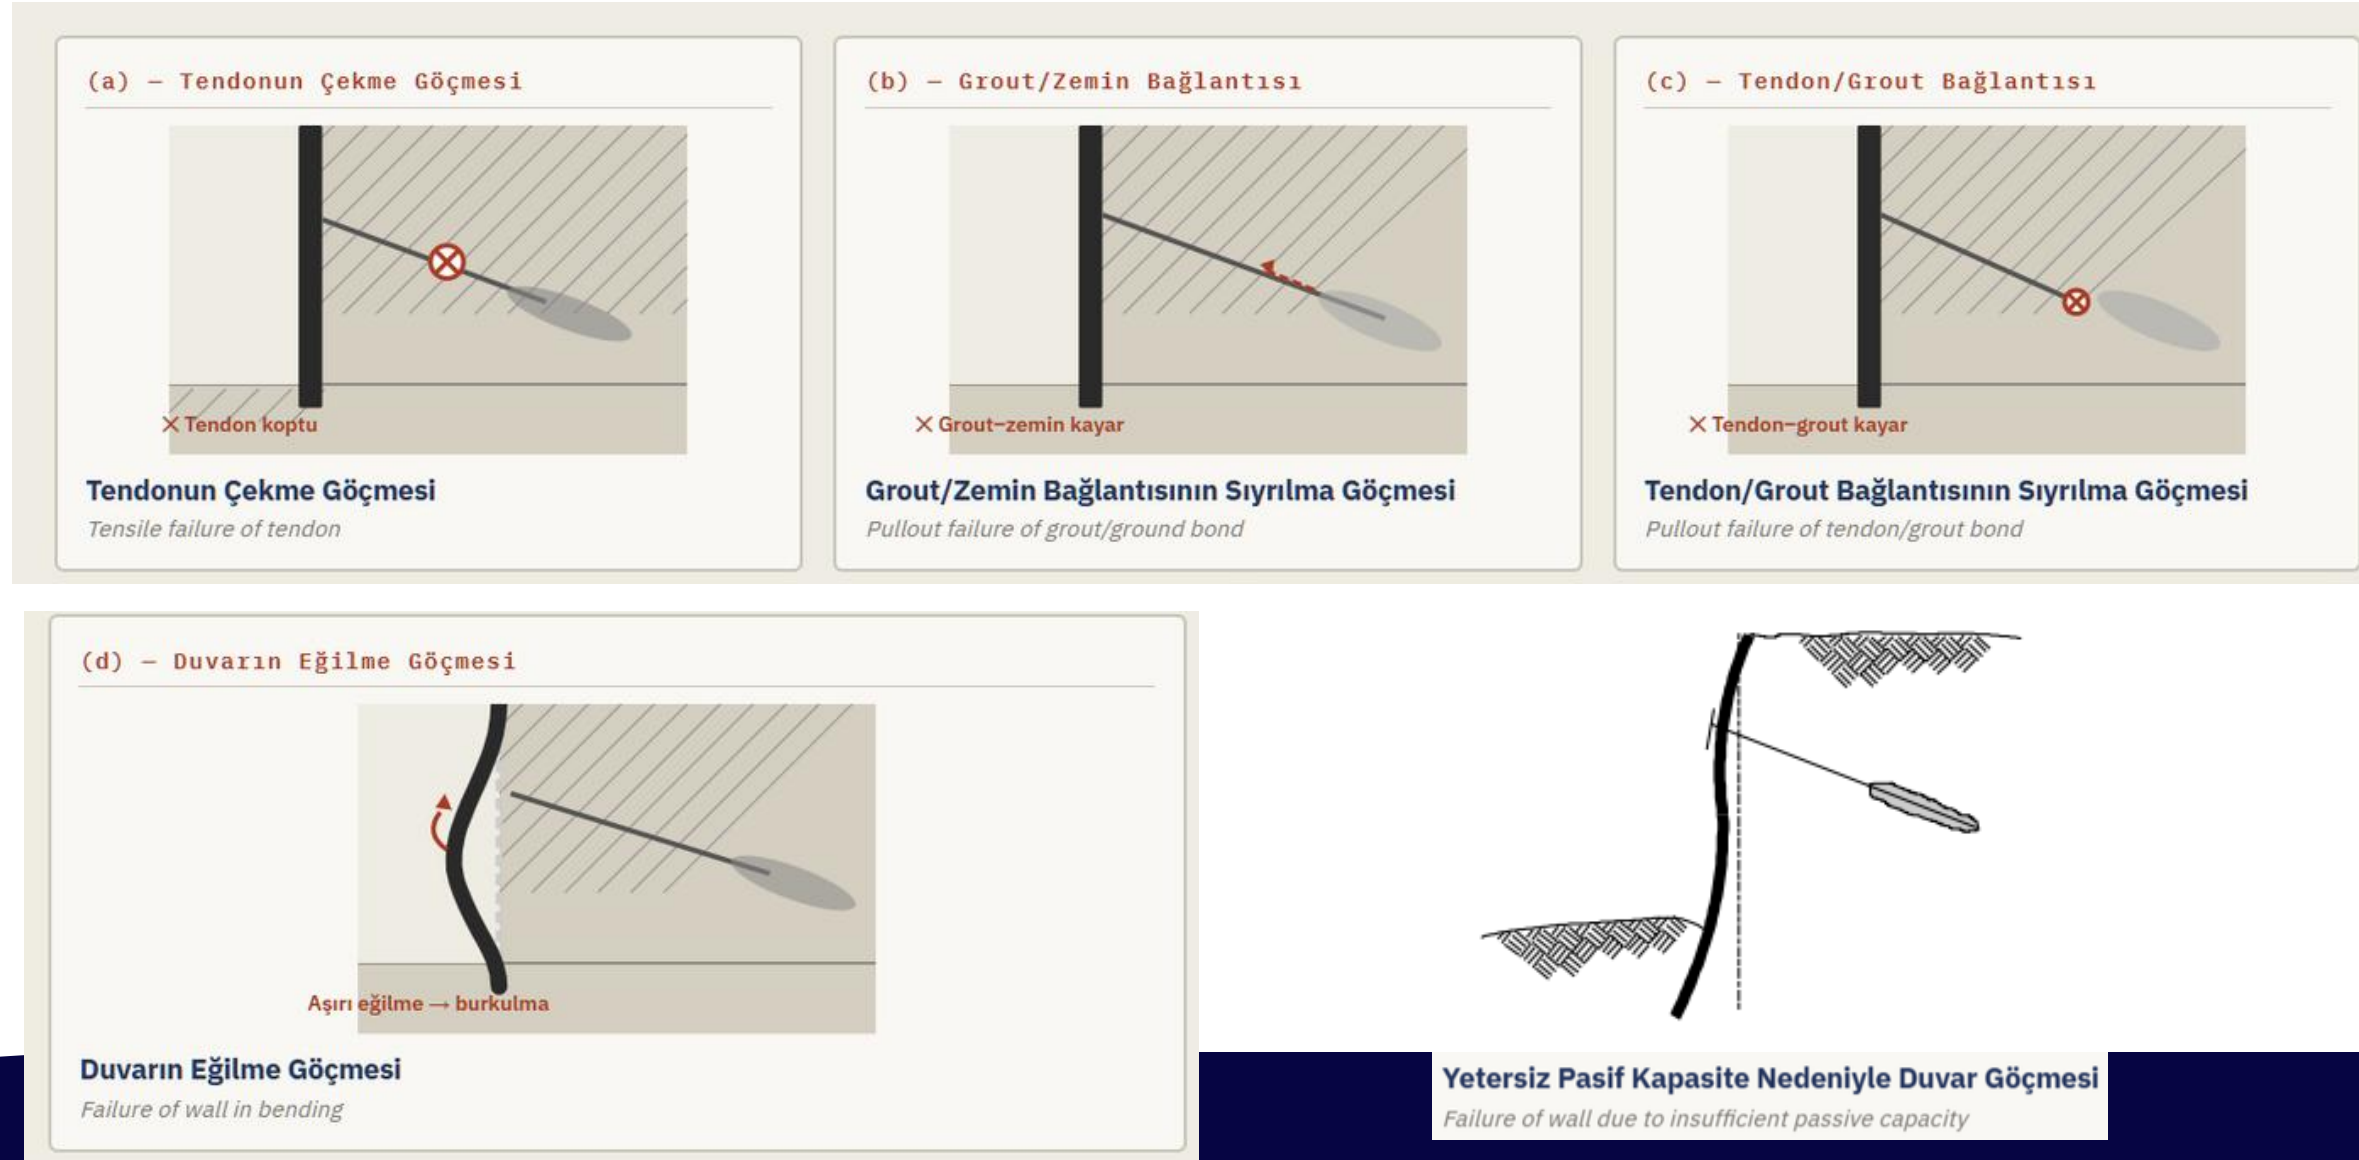 (a) — Tendonun Çekme Göçmesi
× Tendon koptu
Tendonun Çekme Göçmesi
Tensile failure of tendon
(b) — Grout/Zemin Bağlantısı
× Grout–zemin kayar
Grout/Zemin Bağlantısının Sıyrılma Göçmesi
Pullout failure of grout/ground bond
(c) — Tendon/Grout Bağlantısı
× Tendon–grout kayar
Tendon/Grout Bağlantısının Sıyrılma Göçmesi
Pullout failure of tendon/grout bond
(d) — Duvarın Eğilme Göçmesi
Aşırı eğilme → burkulma
Duvarın Eğilme Göçmesi
Failure of wall in bending
Yetersiz Pasif Kapasite Nedeniyle Duvar Göçmesi
Failure of wall due to insufficient passive capacity